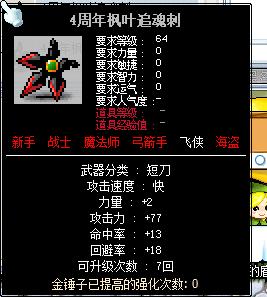 4周年枫叶追魂刺
要求等级: 64
要求力量: 0
要求敏捷: 0
要求智力: 0
要求运气: 0
要求人气度: -
道具等级: -
道具经验值: -
新手 战士 魔法师 弓箭手 飞侠 海盗
武器分类: 短刀
攻击速度: 快
力量: +2
攻击力: +77
命中率: +13
回避率: +18
可升级次数: 7回
金锤子已提高的强化次数: 0